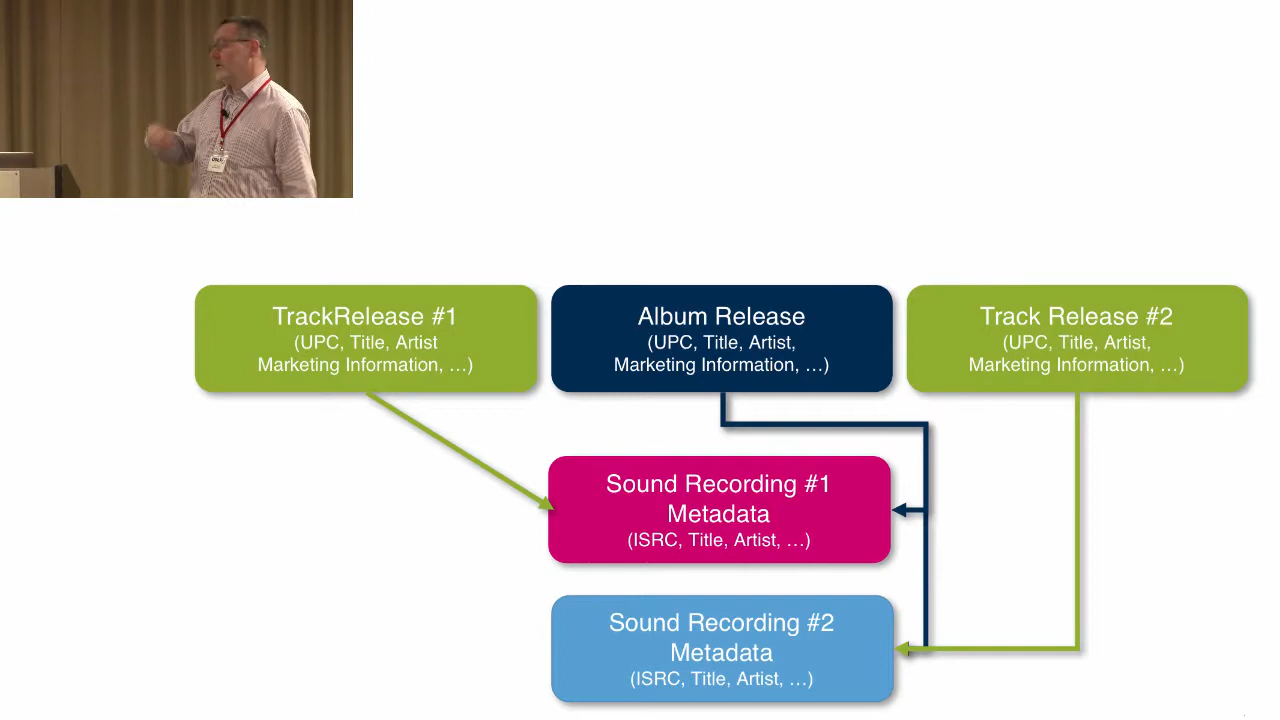 TrackRelease #1
(UPC, Title, Artist
Marketing Information, …)
Album Release
(UPC, Title, Artist,
Marketing Information, …)
Track Release #2
(UPC, Title, Artist,
Marketing Information, …)
Sound Recording #1
Metadata
(ISRC, Title, Artist, …)
Sound Recording #2
Metadata
(ISRC, Title, Artist, …)